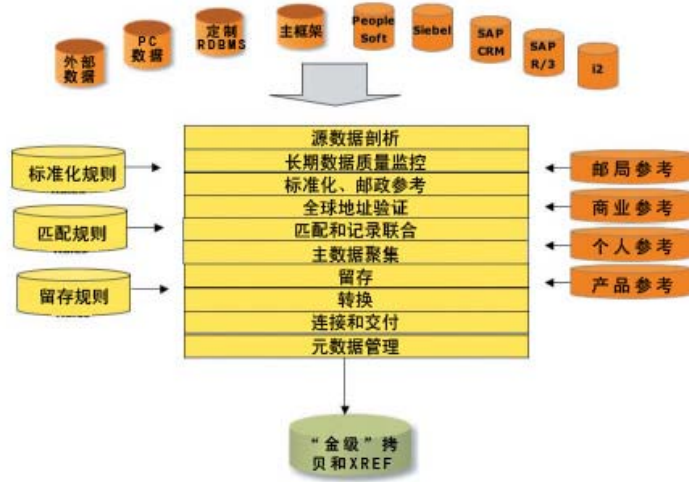 外部
数据
PC
数据
定制
RDBMS
主框架
People
Soft
Siebel
SAP
CRM
SAP
R/3
i2
源数据剖析
长期数据质量监控
标准化、邮政参考
全球地址验证
匹配和记录联合
主数据聚集
留存
转换
连接和交付
元数据管理
标准化规则
匹配规则
留存规则
邮局参考
商业参考
个人参考
产品参考
“金级”拷
贝和XREF